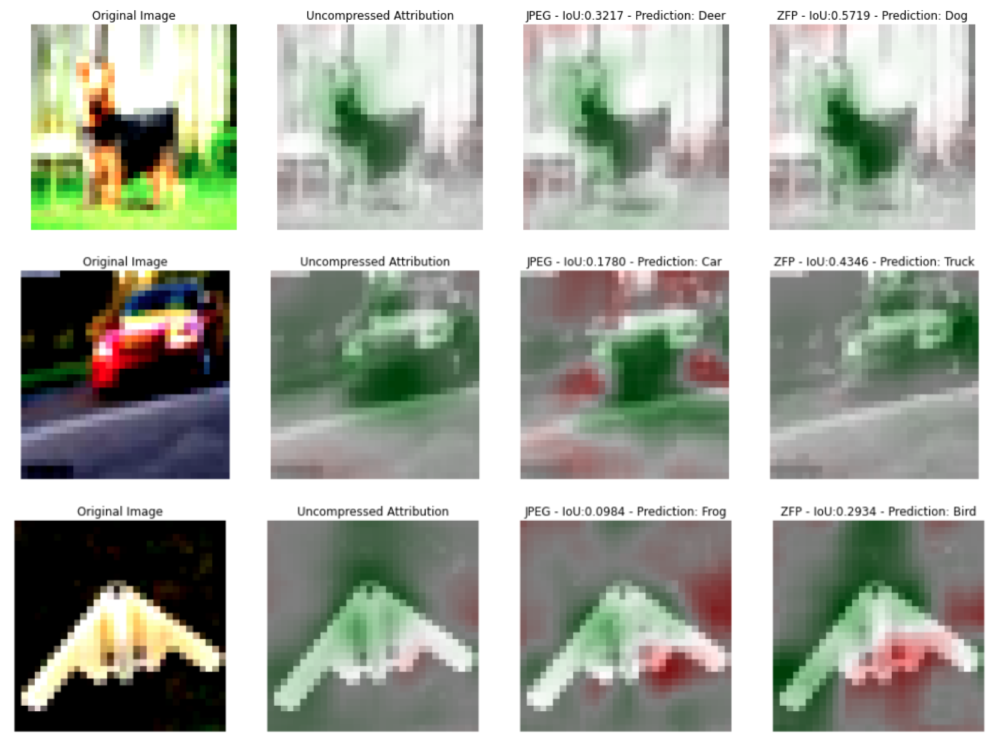 Original Image
Uncompressed Attribution
JPEG - IoU:0.3217 - Prediction: Deer
ZFP - IoU:0.5719 - Prediction: Dog
Original Image
Uncompressed Attribution
JPEG - IoU:0.1780 - Prediction: Car
ZFP - IoU:0.4346 - Prediction: Truck
Original Image
Uncompressed Attribution
JPEG - IoU:0.0984 - Prediction: Frog
ZFP - IoU:0.2934 - Prediction: Bird